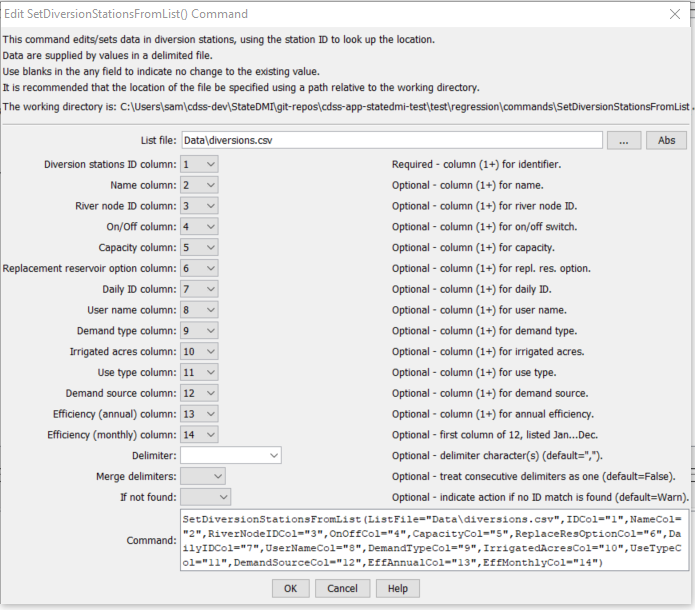 Edit SetDiversionStationsFromList() Command
This command edits/sets data in diversion stations, using the station ID to look up the location.
Data are supplied by values in a delimited file.
Use blanks in the any field to indicate no change to the existing value.
It is recommended that the location of the file be specified using a path relative to the working directory.
The working directory is: C:\Users\sam\cdss-dev\StateDMI\git-repos\cdss-app-statedmi-test\test\regression\commands\SetDiversionStationsFromList.
List file: Data\diversions.csv ... Abs
Diversion stations ID column: 1 Required - column (1+) for identifier.
Name column: 2 Optional - column (1+) for name.
River node ID column: 3 Optional - column (1+) for river node ID.
On/Off column: 4 Optional - column (1+) for on/off switch.
Capacity column: 5 Optional - column (1+) for capacity.
Replacement reservoir option column: 6 Optional - column (1+) for repl. res. option.
Daily ID column: 7 Optional - column (1+) for daily ID.
User name column: 8 Optional - column (1+) for user name.
Demand type column: 9 Optional - column (1+) for demand type.
Irrigated acres column: 10 Optional - column (1+) for irrigated acres.
Use type column: 11 Optional - column (1+) for use type.
Demand source column: 12 Optional - column (1+) for demand source.
Efficiency (annual) column: 13 Optional - column (1+) for annual efficiency.
Efficiency (monthly) column: 14 Optional - first column of 12, listed Jan...Dec.
Delimiter: Optional - delimiter character(s) (default=",").
Merge delimiters: Optional - treat consecutive delimiters as one (default=False).
If not found: Optional - indicate action if no ID match is found (default=Warn).
Command:
SetDiversionStationsFromList(ListFile="Data\diversions.csv",IDCol="1",NameCol=
"2",RiverNodeIDCol="3",OnOffCol="4",CapacityCol="5",ReplaceResOptionCol="6",Da
ilyIDCol="7",UserNameCol="8",DemandTypeCol="9",IrrigatedAcresCol="10",UseTypeC
ol="11",DemandSourceCol="12",EffAnnualCol="13",EffMonthlyCol="14")
OK Cancel Help